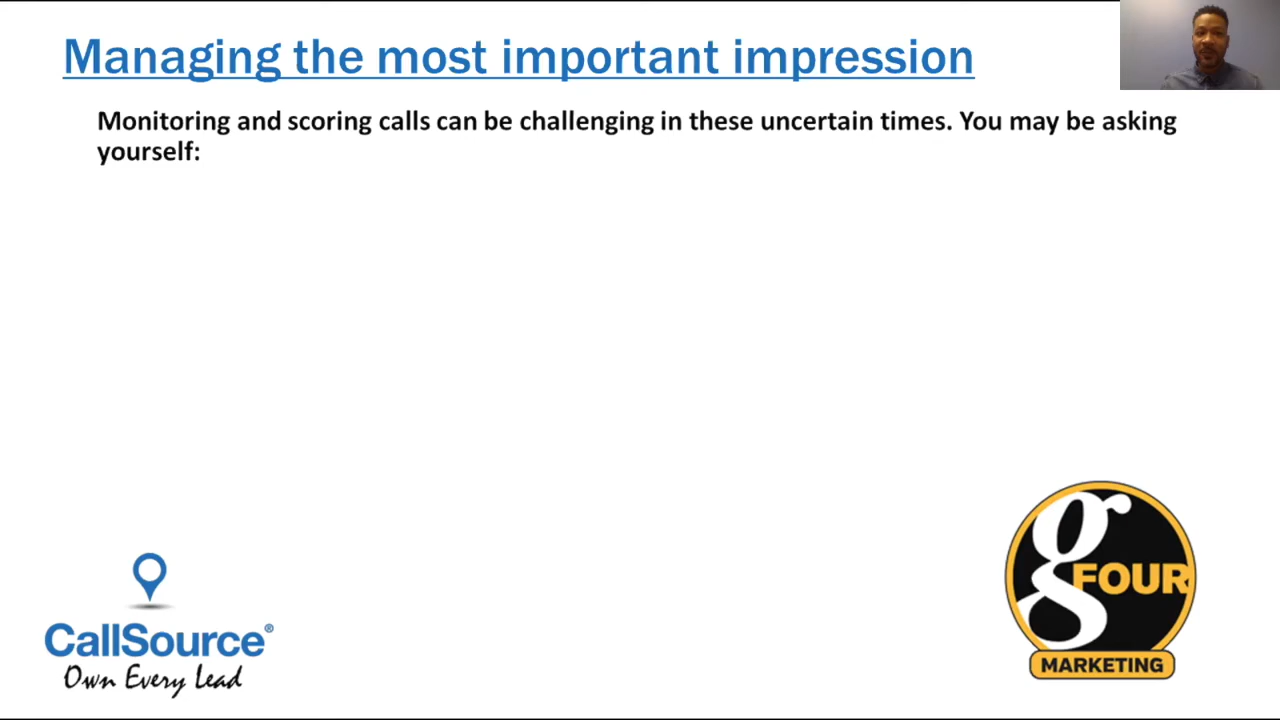 Managing the most important impression
Monitoring and scoring calls can be challenging in these uncertain times. You may be asking
yourself:
g
FOUR
MARKETING
CallSource®
Own Every Lead